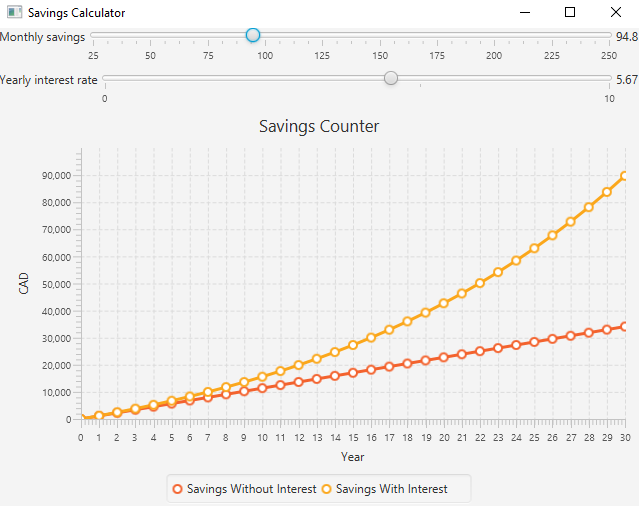 Savings Calculator
Monthly savings 94.8
25 50 75 100 125 150 175 200 225 250
Yearly interest rate 5.67
0 10
Savings Counter
90,000
80,000
70,000
60,000
50,000
40,000
30,000
20,000
10,000
0
CAD
0 1 2 3 4 5 6 7 8 9 10 11 12 13 14 15 16 17 18 19 20 21 22 23 24 25 26 27 28 29 30
Year
Savings Without Interest Savings With Interest